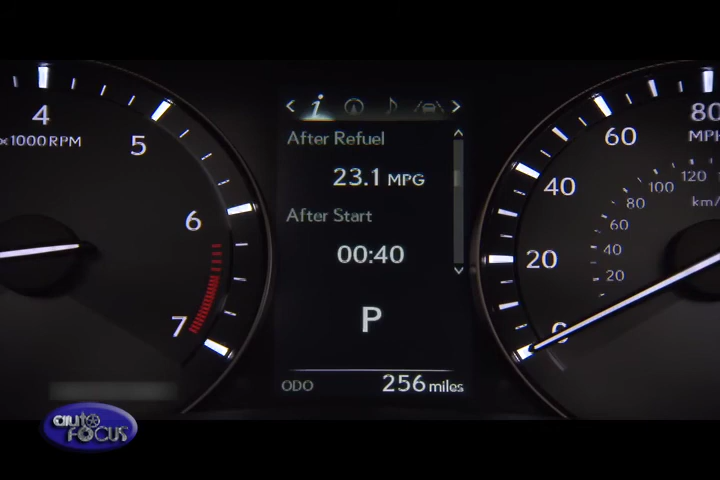 4
5
6
7
x1000 RPM
i
After Refuel
23.1 MPG
After Start
00:40
P
ODO 256 miles
80
60
40
20
0
MPH
120
100
80
60
40
20
km/
auto
FOCUS